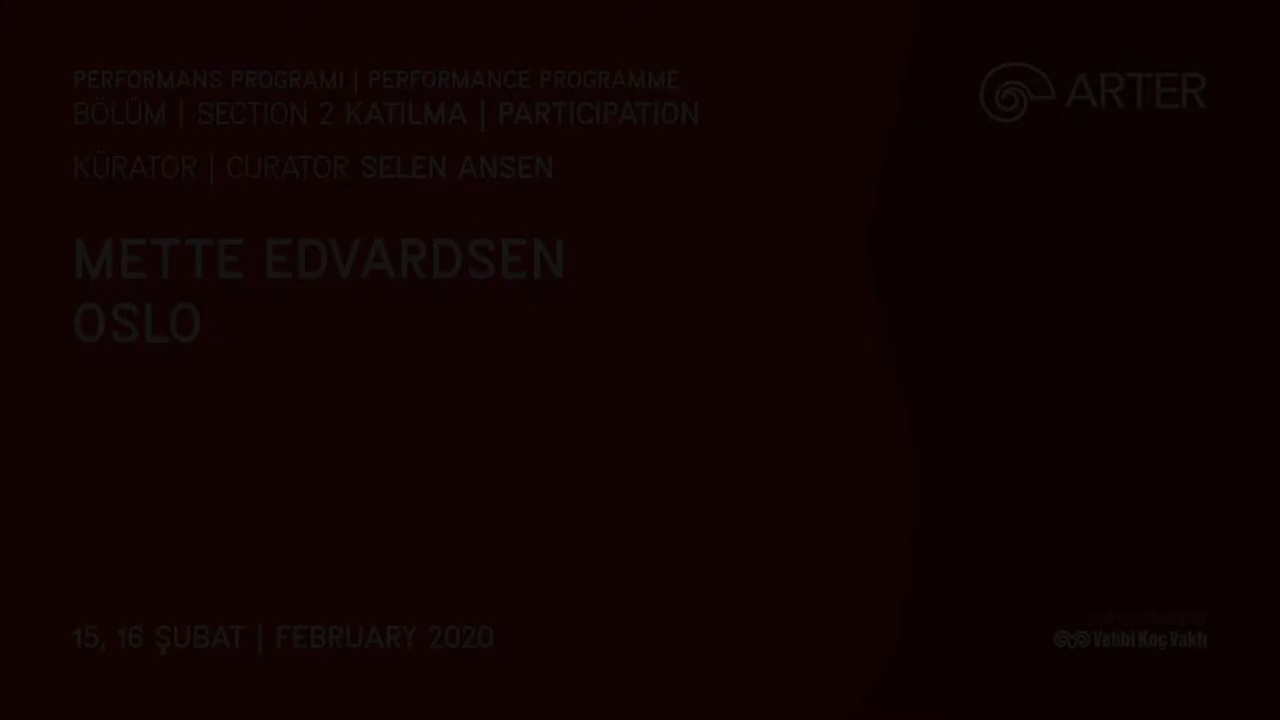 PERFORMANS PROGRAMI | PERFORMANCE PROGRAMME
BÖLÜM | SECTION 2 KATILMA | PARTICIPATION
KÜRATOR | CURATOR SELEN ANSEN
METTE EDVARDSEN
OSLO
15, 16 ŞUBAT | FEBRUARY 2020
ARTER
Vehbi Koç Vakfı